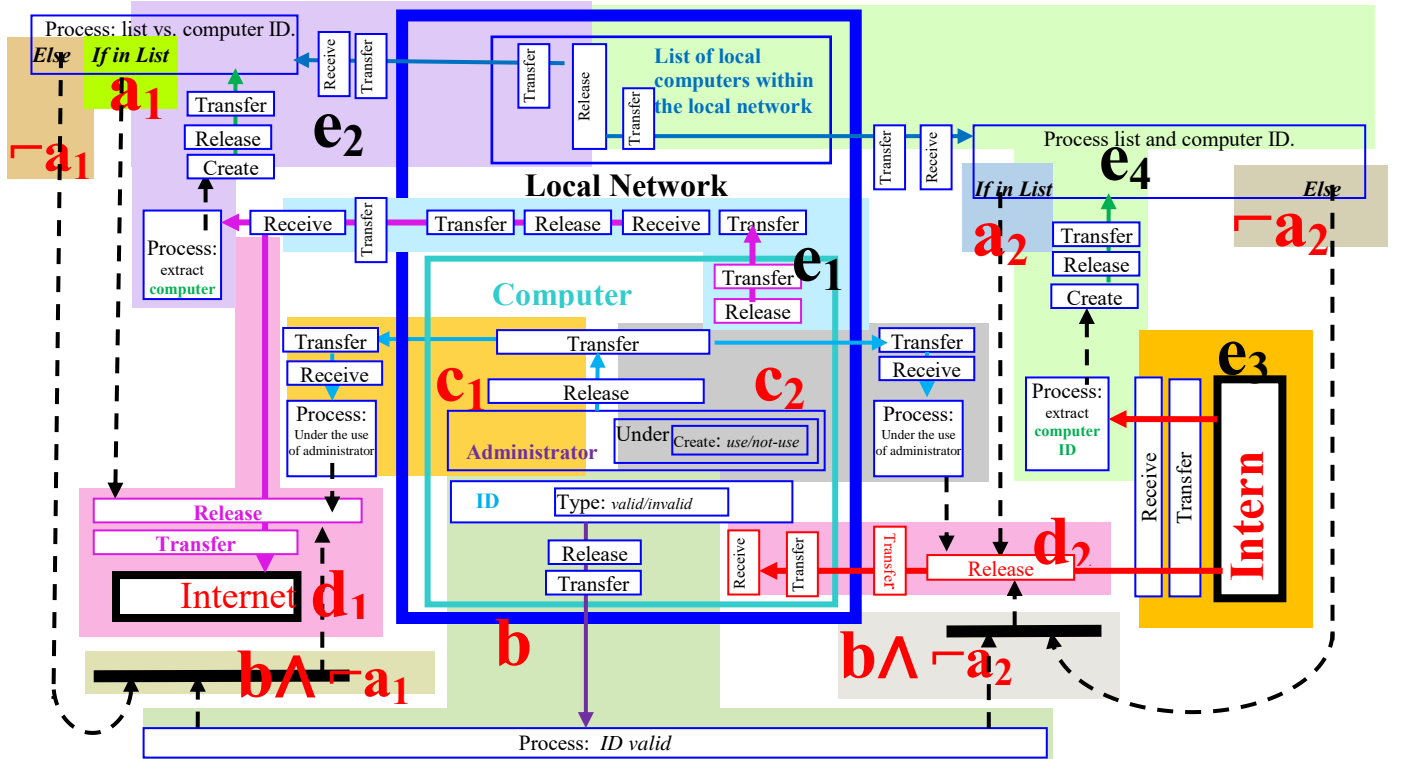 Process: list vs. computer ID.
Else
If in List
a1
¬a1
Receive
Transfer
Transfer
Release
Transfer
List of local
computers within
the local network
Transfer
Receive
Process list and computer ID.
If in List
Else
a2
¬a2
e2
e4
Transfer
Release
Create
Local Network
Process:
extract
computer
Receive
Transfer
Transfer
Release
Receive
Transfer
e1
Transfer
Release
Computer
Transfer
Release
Create
Transfer
Receive
Process:
Under the use
of administrator
Transfer
Release
c1
c2
Administrator
Under
Create: use/not-use
Transfer
Receive
Process:
Under the use
of administrator
Process:
extract
computer
ID
e3
Receive
Transfer
Intern
ID
Type: valid/invalid
Release
Transfer
Release
Transfer
Internet
d1
Receive
Transfer
Transfer
Release
d2
b
b∧ ¬a1
b∧ ¬a2
Process: ID valid